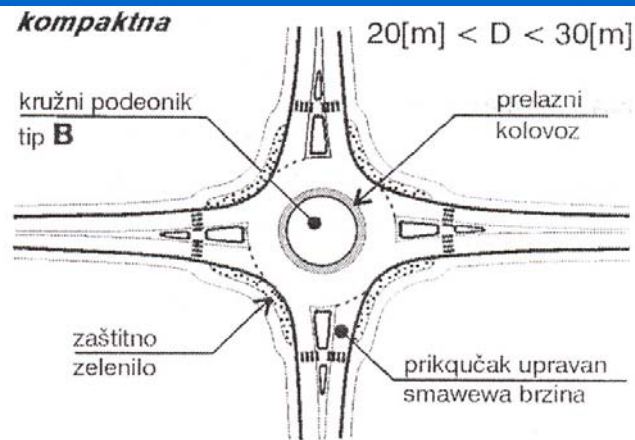 kompaktna
20[m] < D < 30[m]
kružni podeonik
tip B
prelazni
kolovoz
zaštitno
zelenilo
prikqučak upravan
smawewa brzina